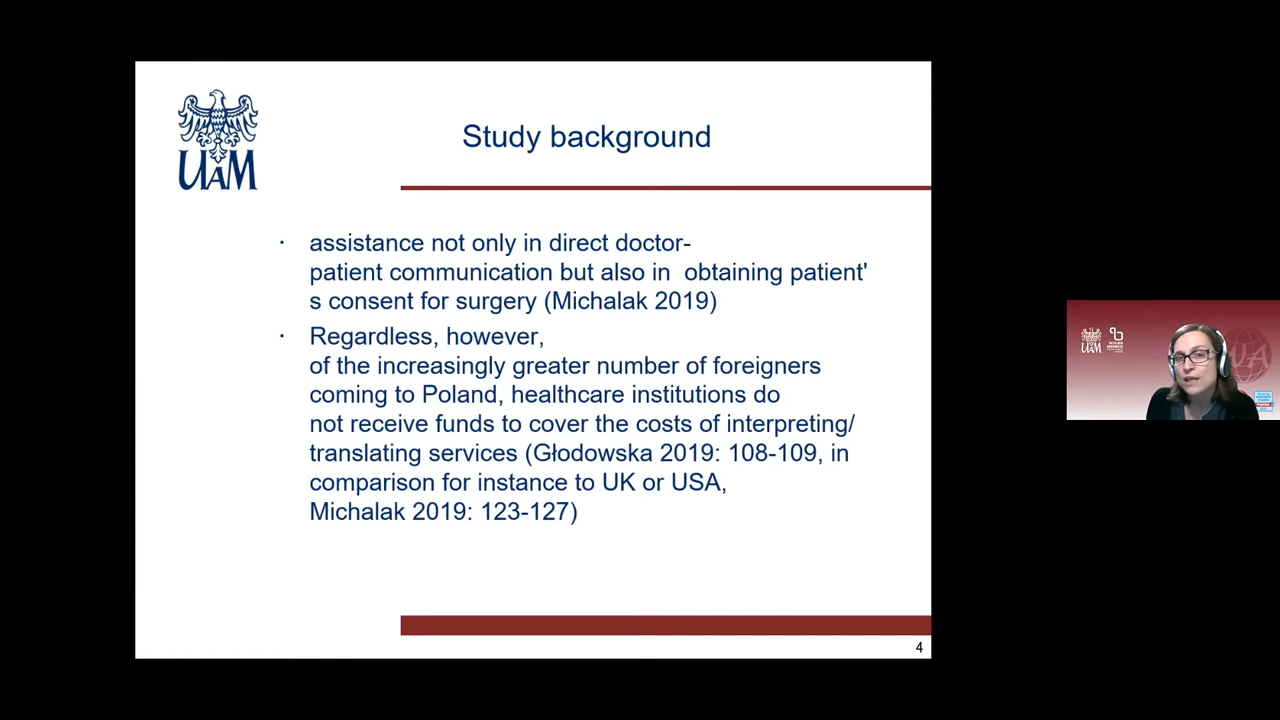 UAM
Study background
· assistance not only in direct doctor-
patient communication but also in  obtaining patient'
s consent for surgery (Michalak 2019)
· Regardless, however,
of the increasingly greater number of foreigners
coming to Poland, healthcare institutions do
not receive funds to cover the costs of interpreting/
translating services (Głodowska 2019: 108-109, in
comparison for instance to UK or USA,
Michalak 2019: 123-127)
4
UAM
WA